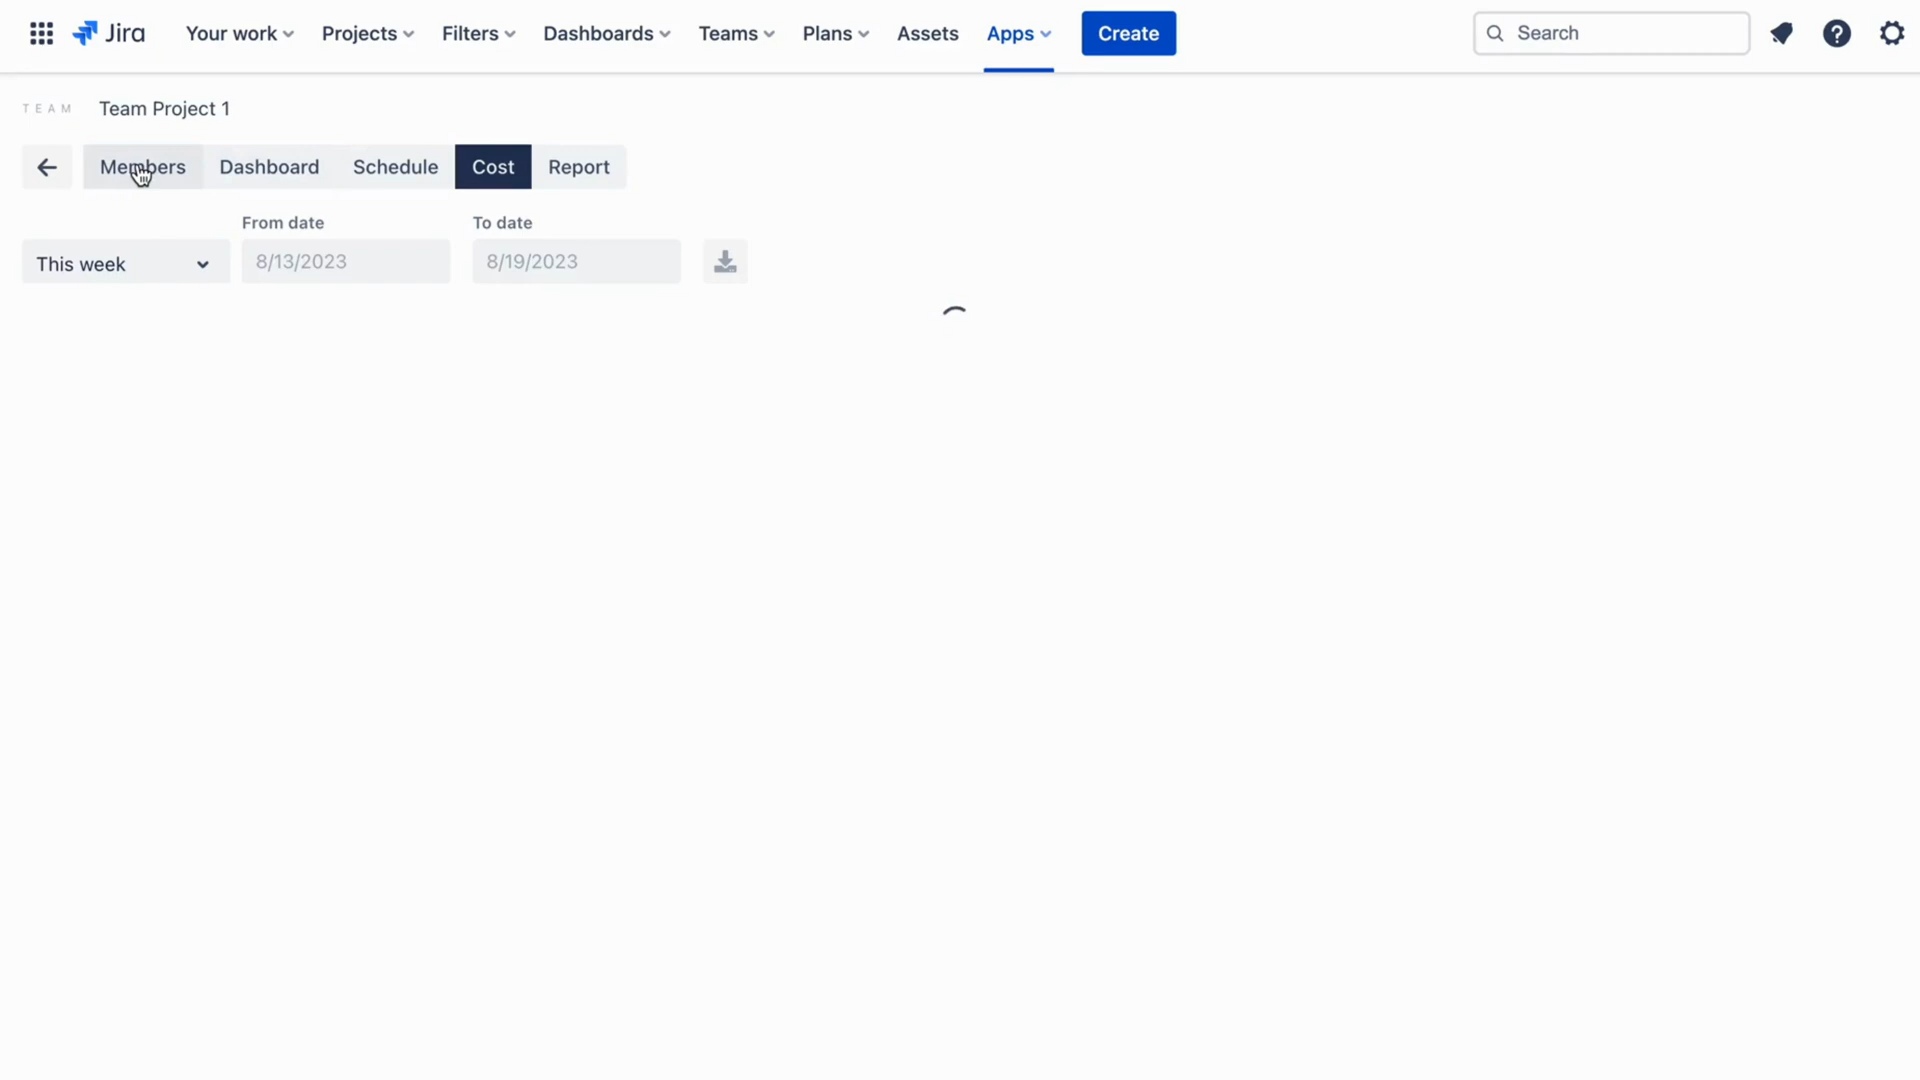 Jira Your work Projects Filters Dashboards Teams Plans Assets Apps Create Search
TEAM Team Project 1
Members Dashboard Schedule Cost Report
From date To date
This week 8/13/2023 8/19/2023